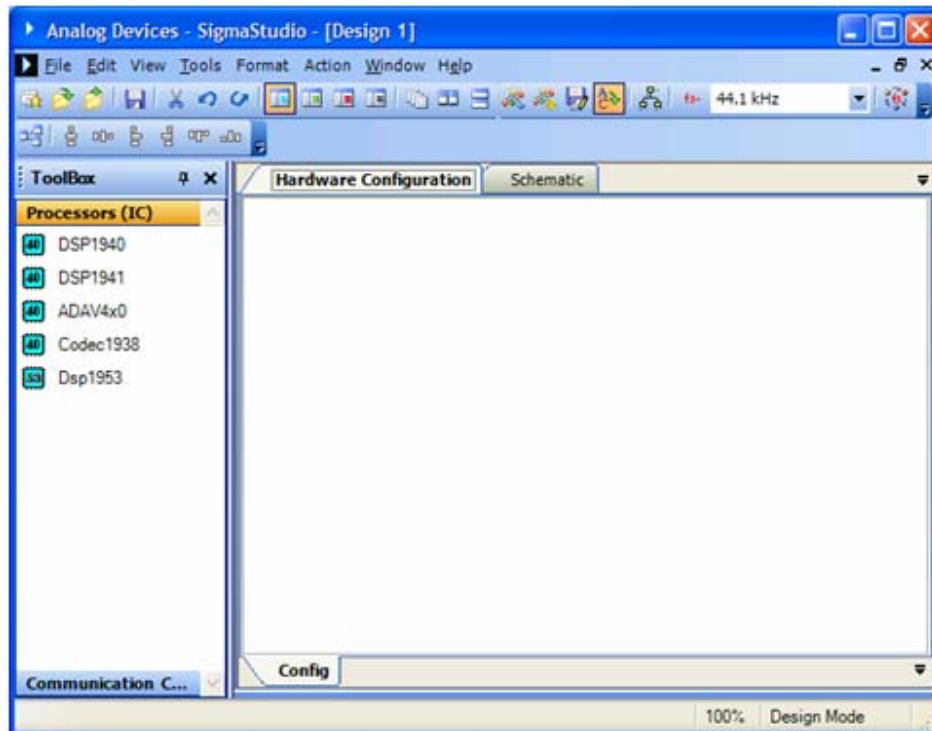 Analog Devices - SigmaStudio - [Design 1]
File Edit View Tools Format Action Window Help
44.1 kHz
ToolBox
Hardware Configuration Schematic
Processors (IC)
DSP1940
DSP1941
ADAV4x0
Codec1938
Dsp1953
Communication C...
Config
100% Design Mode